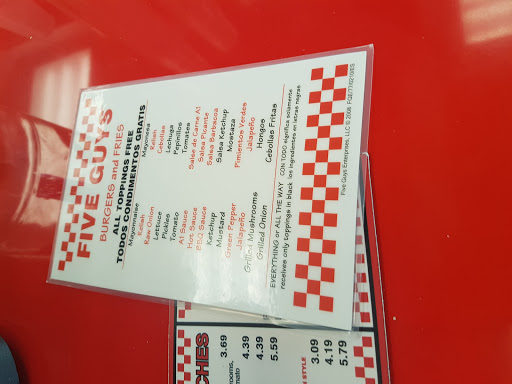 FIVE GUYS
BURGERS and FRIES
ALL TOPPINGS FREE
TODOS CONDIMENTOS GRATIS
Mayonnaise Mayonesa
Relish Relish
Raw Onion Cebollas
Lettuce Lechuga
Pickles Pepinillos
Tomato Tomates
A1 Sauce Salsa de Carne A1
Hot Sauce Salsa Picante
BBQ Sauce Salsa Barbacoa
Ketchup Salsa Ketchup
Mustard Mostaza
Green Pepper Pimientos Verdes
Jalapeño Jalapeño
Grilled Mushrooms Hongos
Grilled Onion Cebollas Fritas
EVERYTHING or ALL THE WAY CON TODO significa solamente
receives only toppings in black los ingredientes en letras negras
Five Guys Enterprises, LLC © 2008
CHES
3.69
rooms, 4.39
mato 4.39
5.59
N STYLE
3.09
4.19
5.79